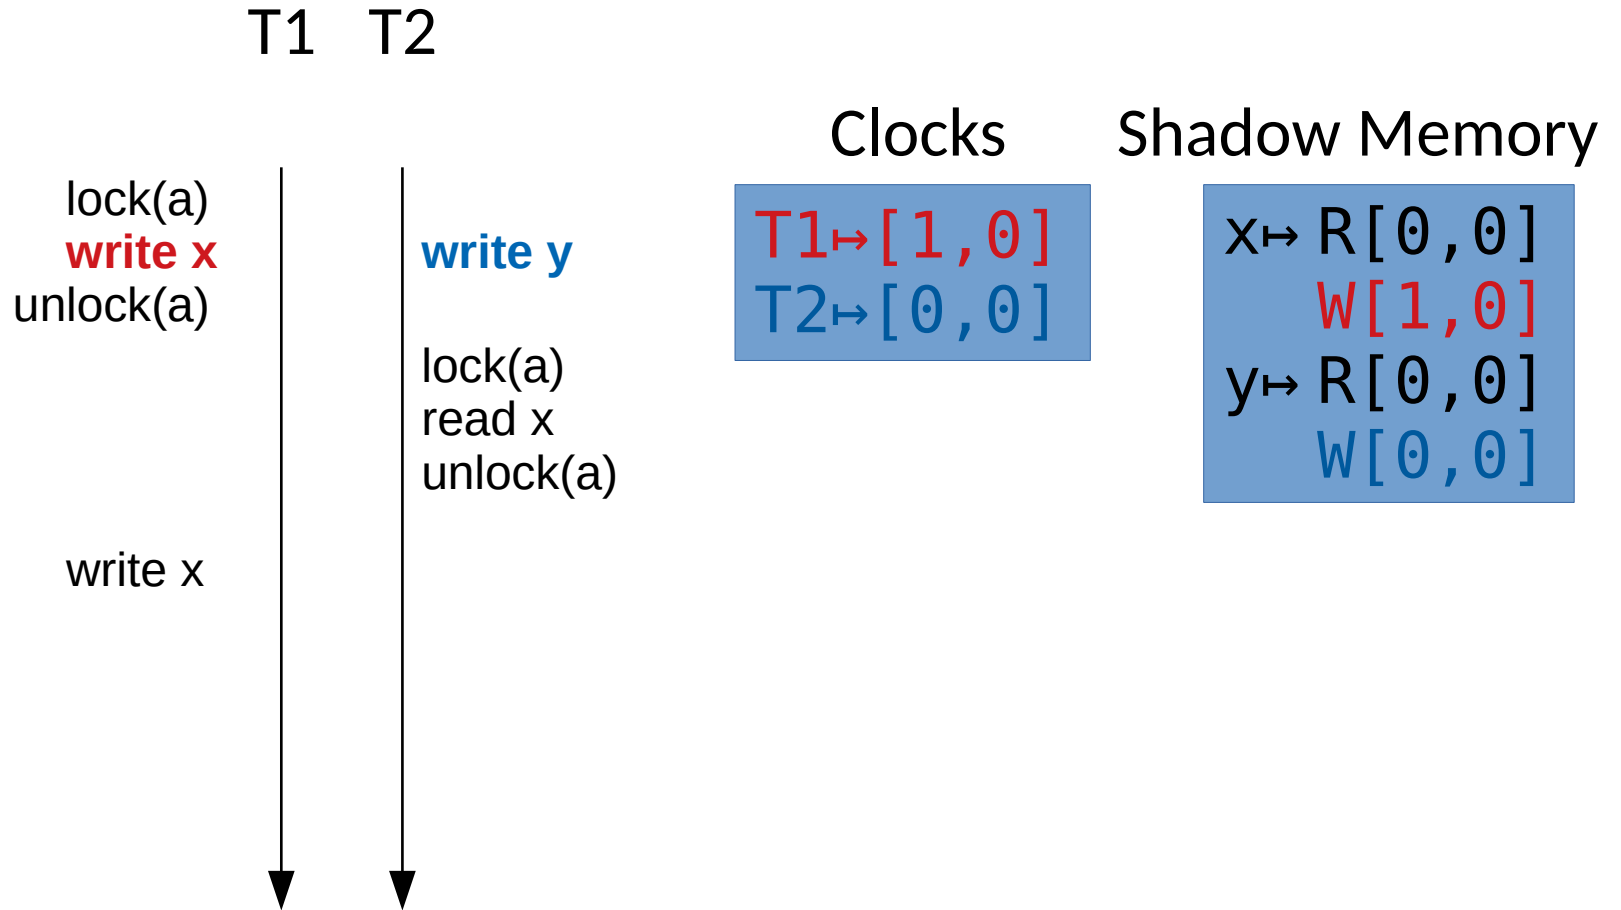 T1 T2
Clocks Shadow Memory
lock(a)
write x
unlock(a)
write y
lock(a)
read x
unlock(a)
write x
T1↦[1,0]
T2↦[0,0]
x↦ R[0,0]
W[1,0]
y↦ R[0,0]
W[0,0]